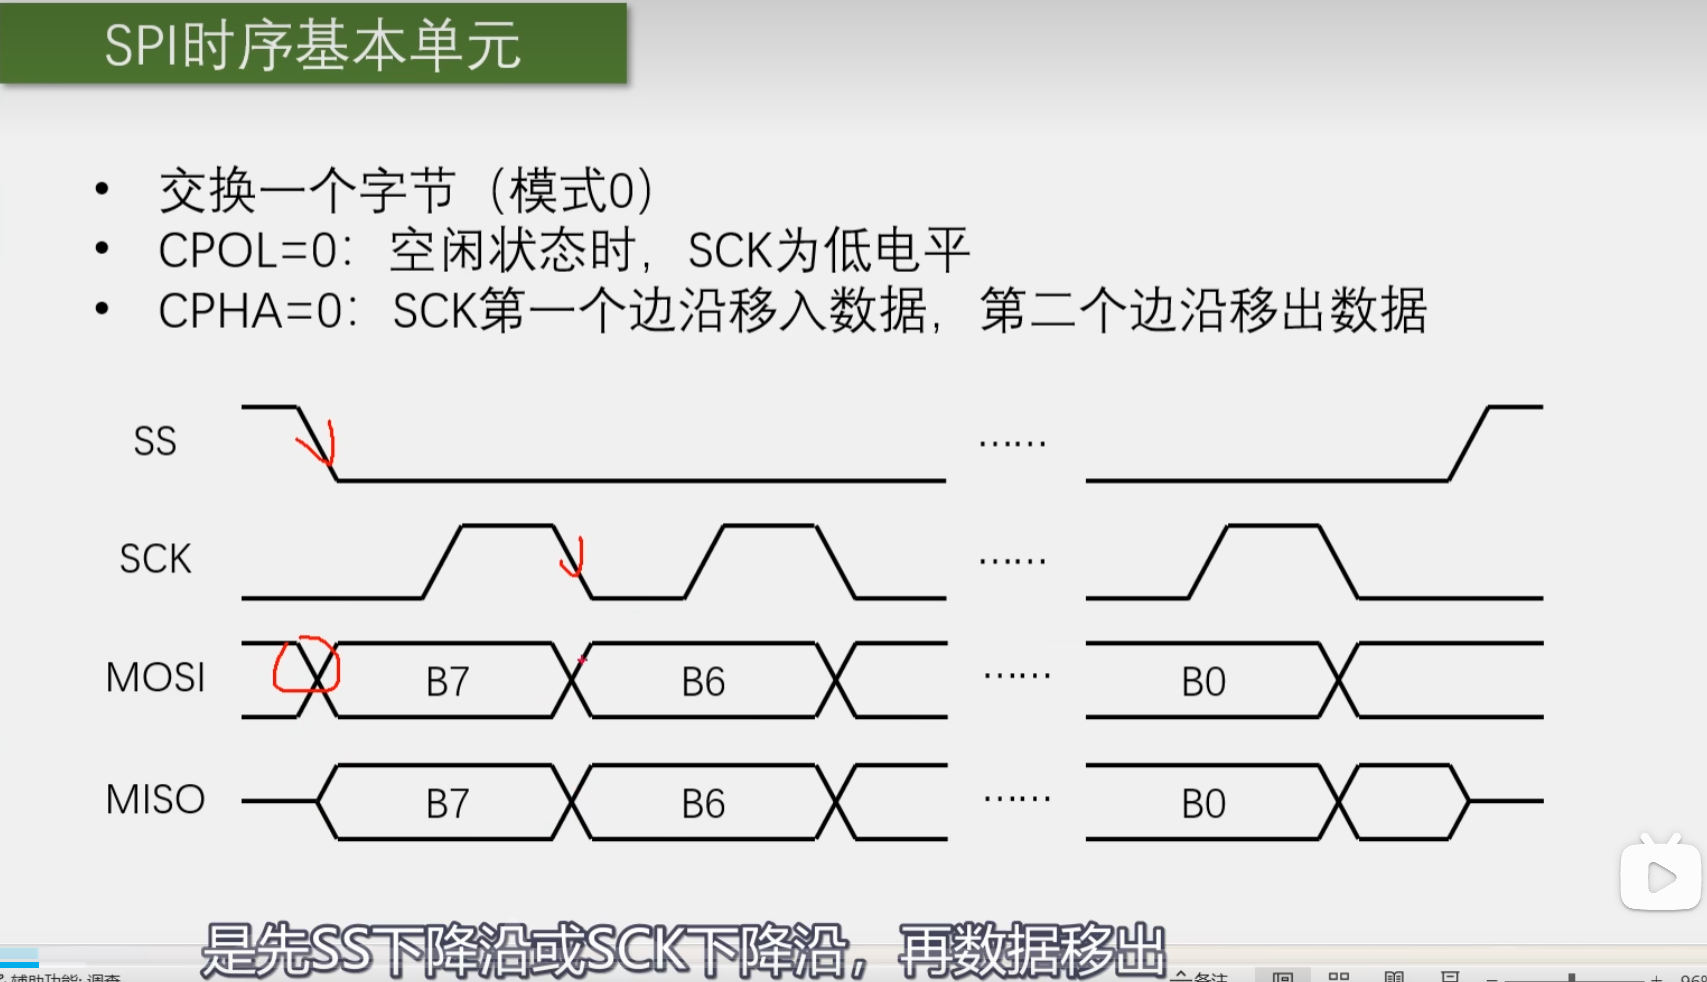 SPI时序基本单元
• 交换一个字节（模式0）
• CPOL=0：空闲状态时，SCK为低电平
• CPHA=0：SCK第一个边沿移入数据，第二个边沿移出数据
SS ……
SCK ……
MOSI B7 B6 …… B0
MISO B7 B6 …… B0
是先SS下降沿或SCK下降沿，再数据移出
辅助功能: 调查 备注